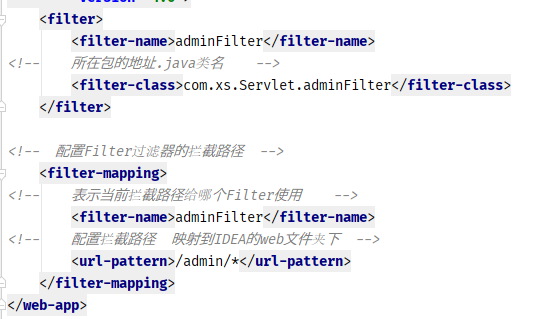 <filter>
<filter-name>adminFilter</filter-name>
<!-- 所在包的地址.java类名 -->
<filter-class>com.xs.Servlet.adminFilter</filter-class>
</filter>
<!-- 配置Filter过滤器的拦截路径 -->
<filter-mapping>
<!-- 表示当前拦截路径给哪个Filter使用 -->
<filter-name>adminFilter</filter-name>
<!-- 配置拦截路径 映射到IDEA的web文件夹下 -->
<url-pattern>/admin/*</url-pattern>
</filter-mapping>
</web-app>